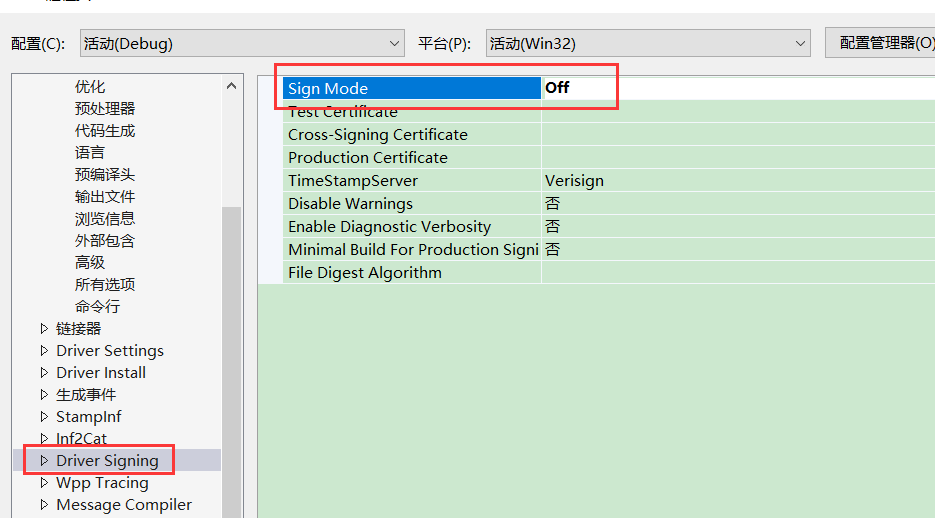 配置(C):
活动(Debug)
平台(P):
活动(Win32)
配置管理器(O)
优化
预处理器
代码生成
语言
预编译头
输出文件
浏览信息
外部包含
高级
所有选项
命令行
链接器
Driver Settings
Driver Install
生成事件
StampInf
Inf2Cat
Driver Signing
Wpp Tracing
Message Compiler
Sign Mode Off
Test Certificate
Cross-Signing Certificate
Production Certificate
TimeStampServer Verisign
Disable Warnings 否
Enable Diagnostic Verbosity 否
Minimal Build For Production Signi 否
File Digest Algorithm